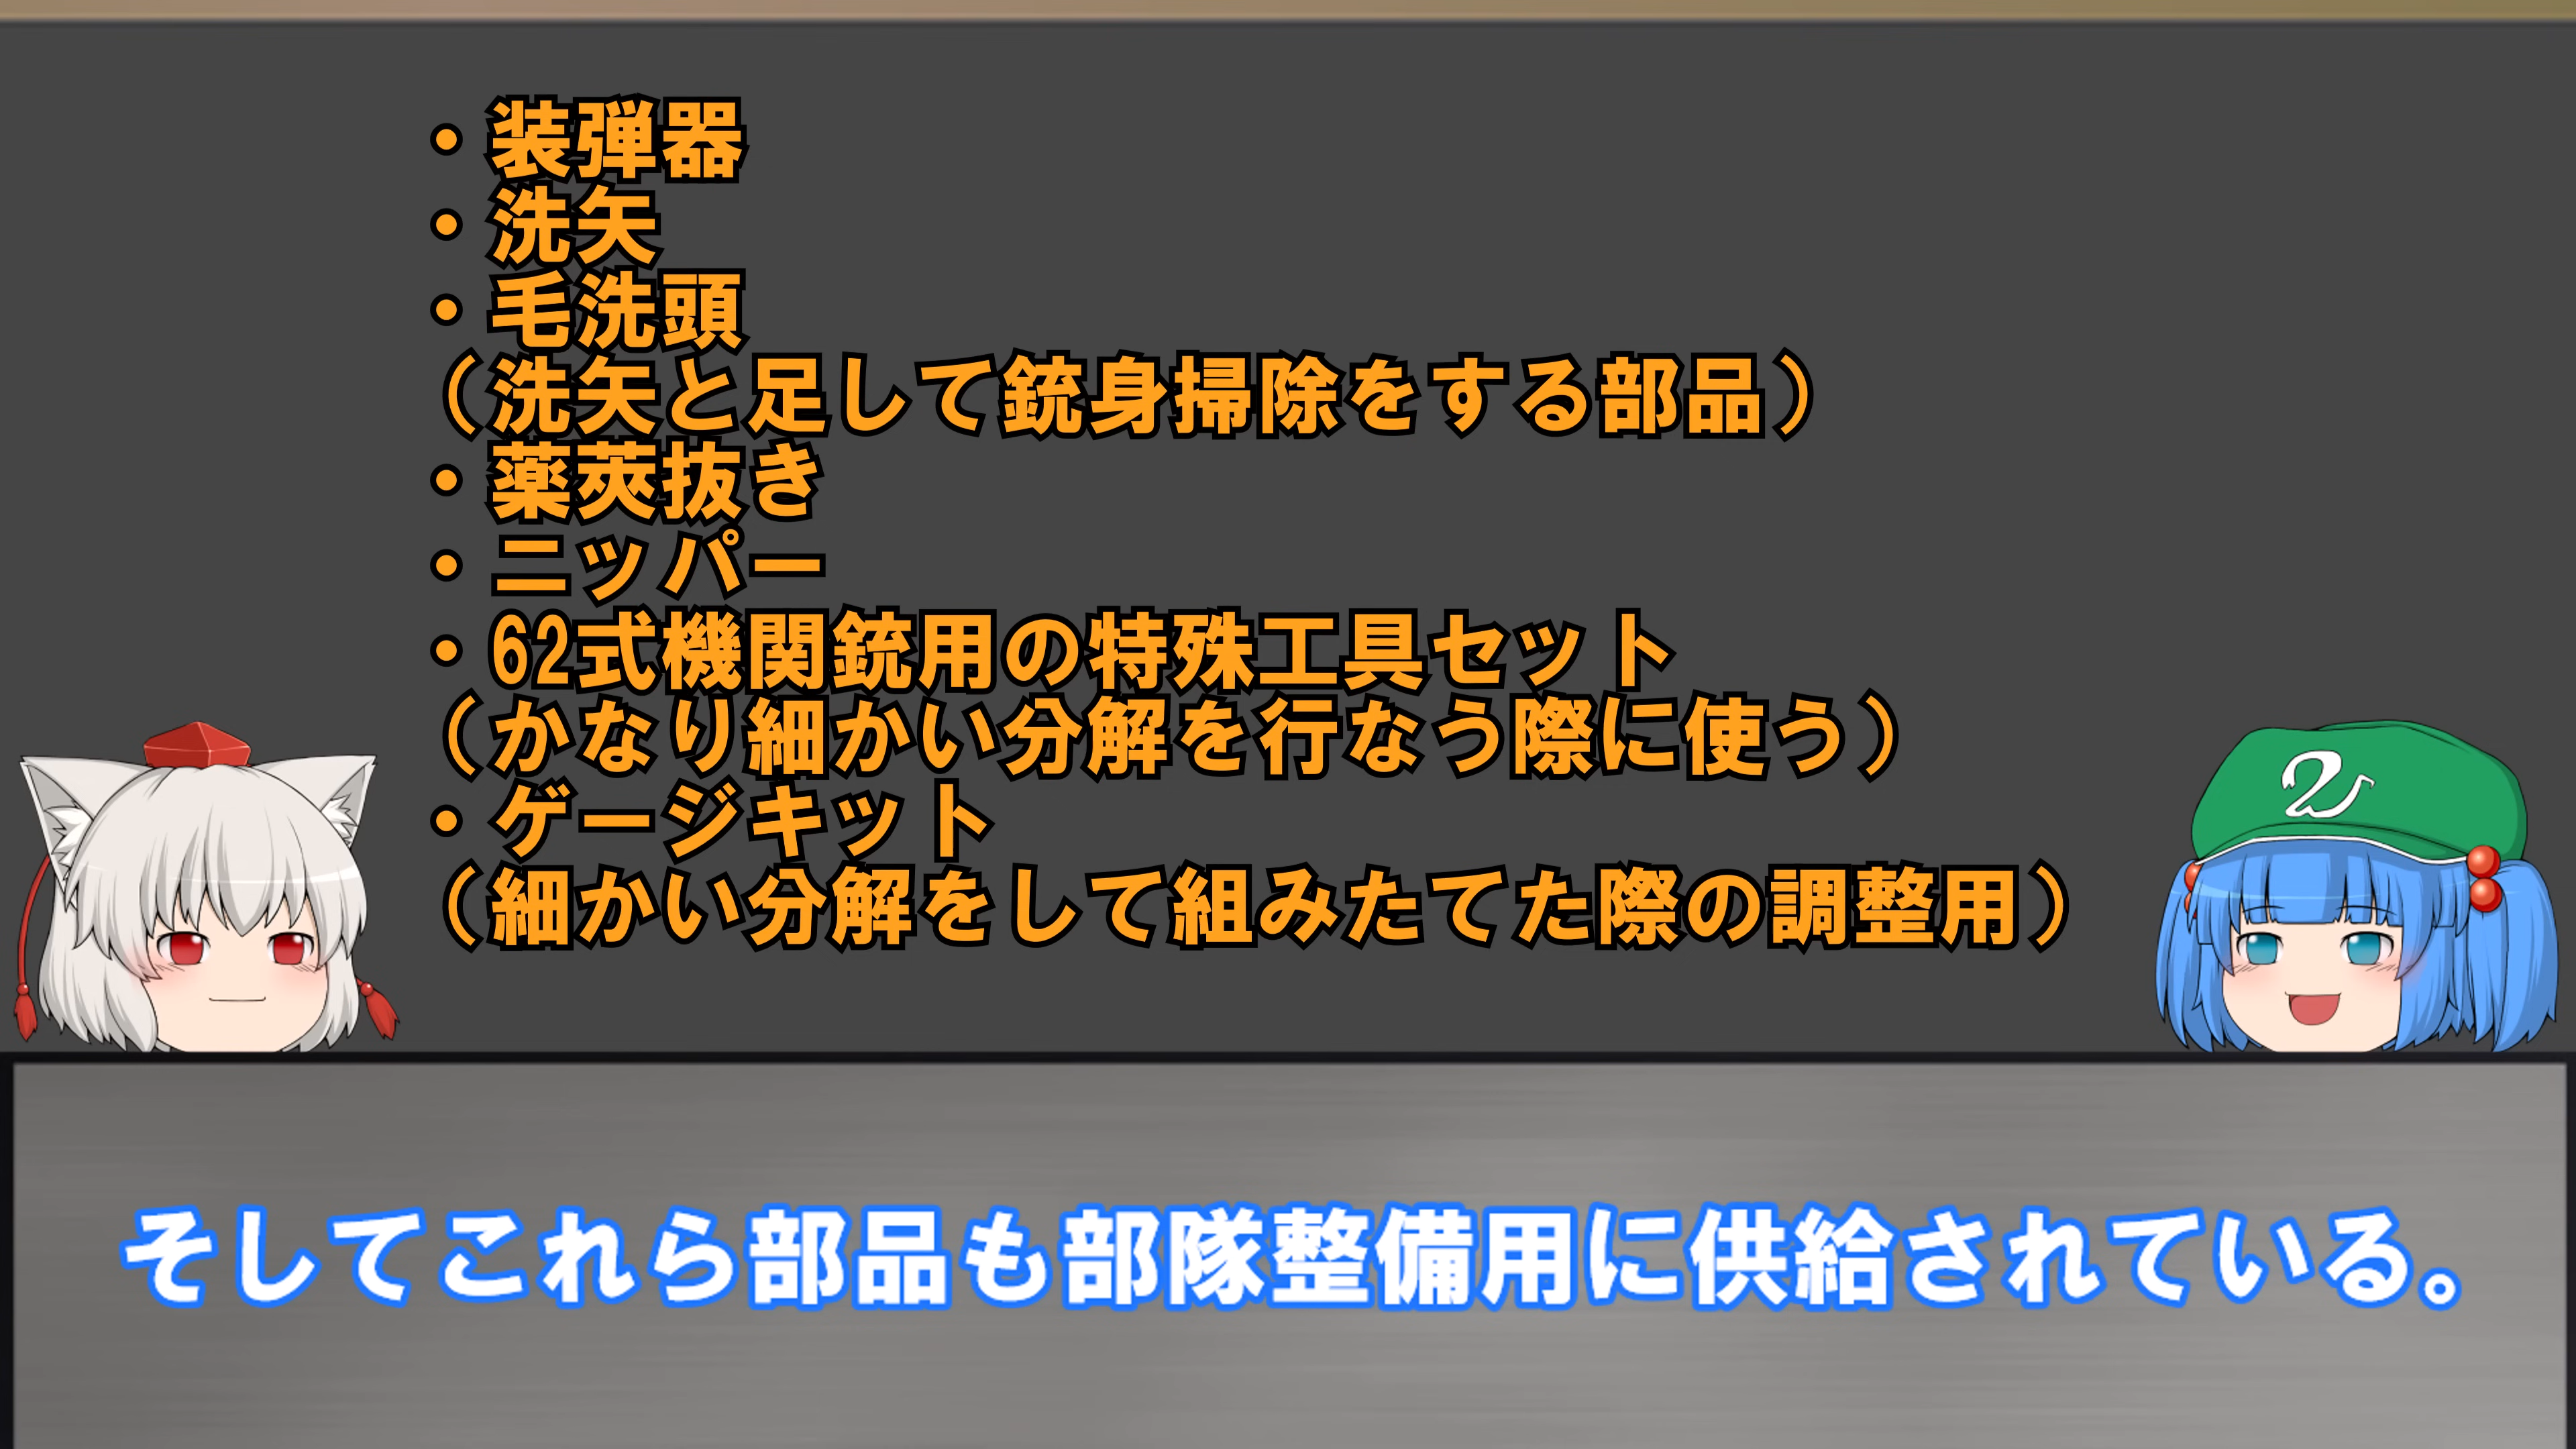 ・装弾器
・洗矢
・毛洗頭
（洗矢と足して銃身掃除をする部品）
・薬莢抜き
・ニッパー
・62式機関銃用の特殊工具セット
（かなり細かい分解を行なう際に使う）
・ゲージキット
（細かい分解をして組みたてた際の調整用）
そしてこれら部品も部隊整備用に供給されている。